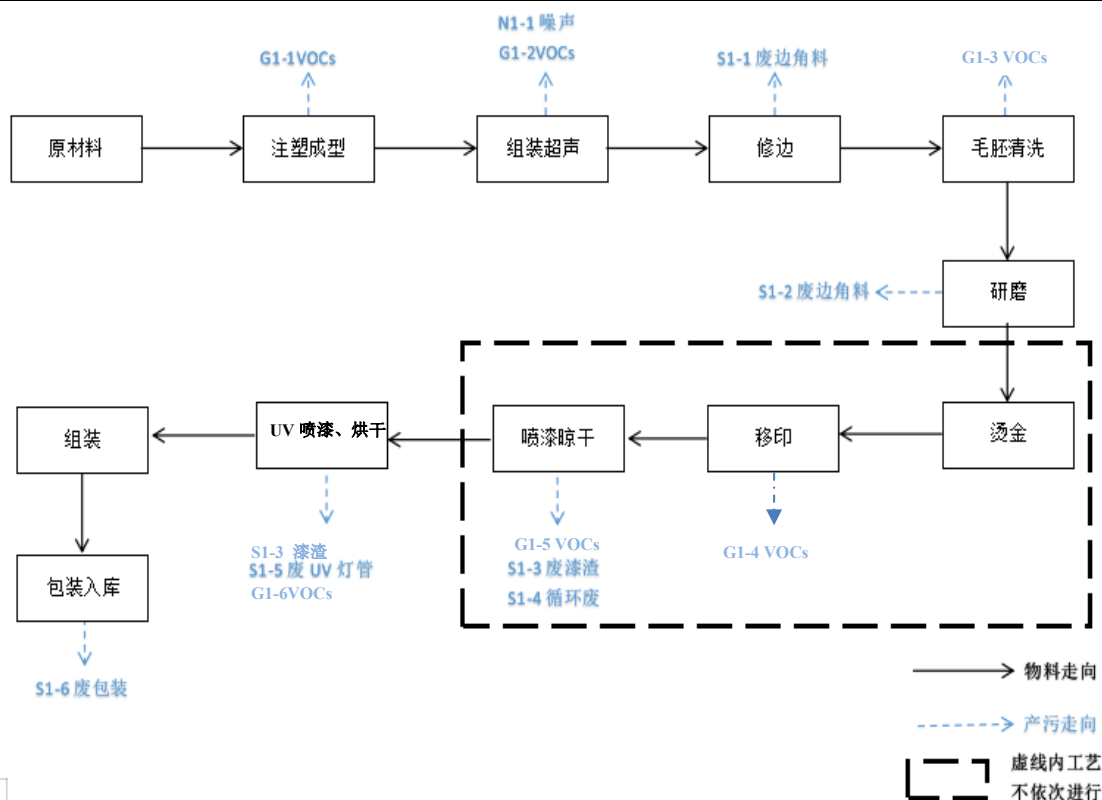 N1-1 噪声
G1-1VOCs
G1-2VOCs
S1-1 废边角料
G1-3 VOCs
原材料
注塑成型
组装超声
修边
毛胚清洗
S1-2 废边角料
研磨
组装
UV 喷漆、烘干
喷漆晾干
移印
烫金
S1-3 漆渣
S1-5 废 UV 灯管
G1-6VOCs
G1-5 VOCs
S1-3 废漆渣
S1-4 循环废
G1-4 VOCs
包装入库
S1-6 废包装
物料走向
产污走向
虚线内工艺
不依次进行